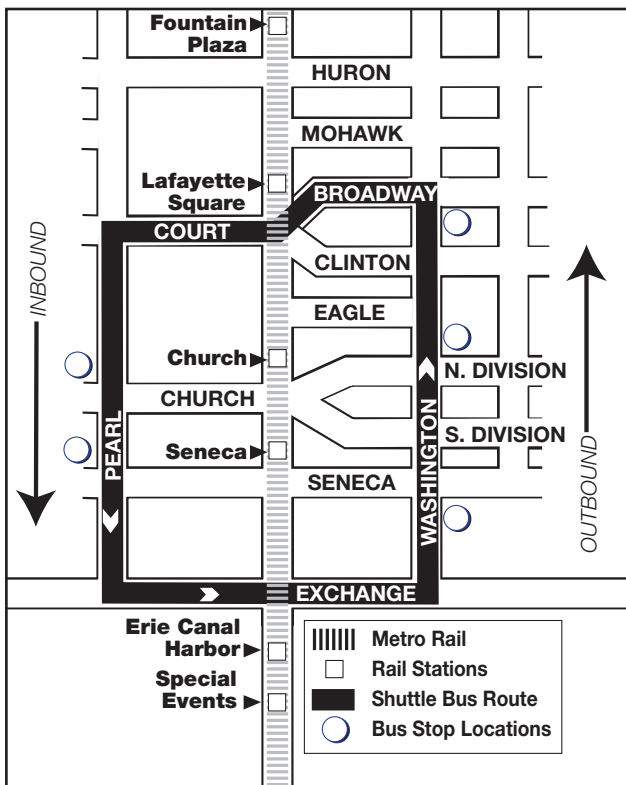 Fountain
Plaza
HURON
MOHAWK
Lafayette
Square
BROADWAY
COURT
INBOUND
CLINTON
EAGLE
Church
N. DIVISION
CHURCH
PEARL
S. DIVISION
Seneca
SENECA
WASHINGTON
OUTBOUND
EXCHANGE
Erie Canal
Harbor
Special
Events
Metro Rail
Rail Stations
Shuttle Bus Route
Bus Stop Locations